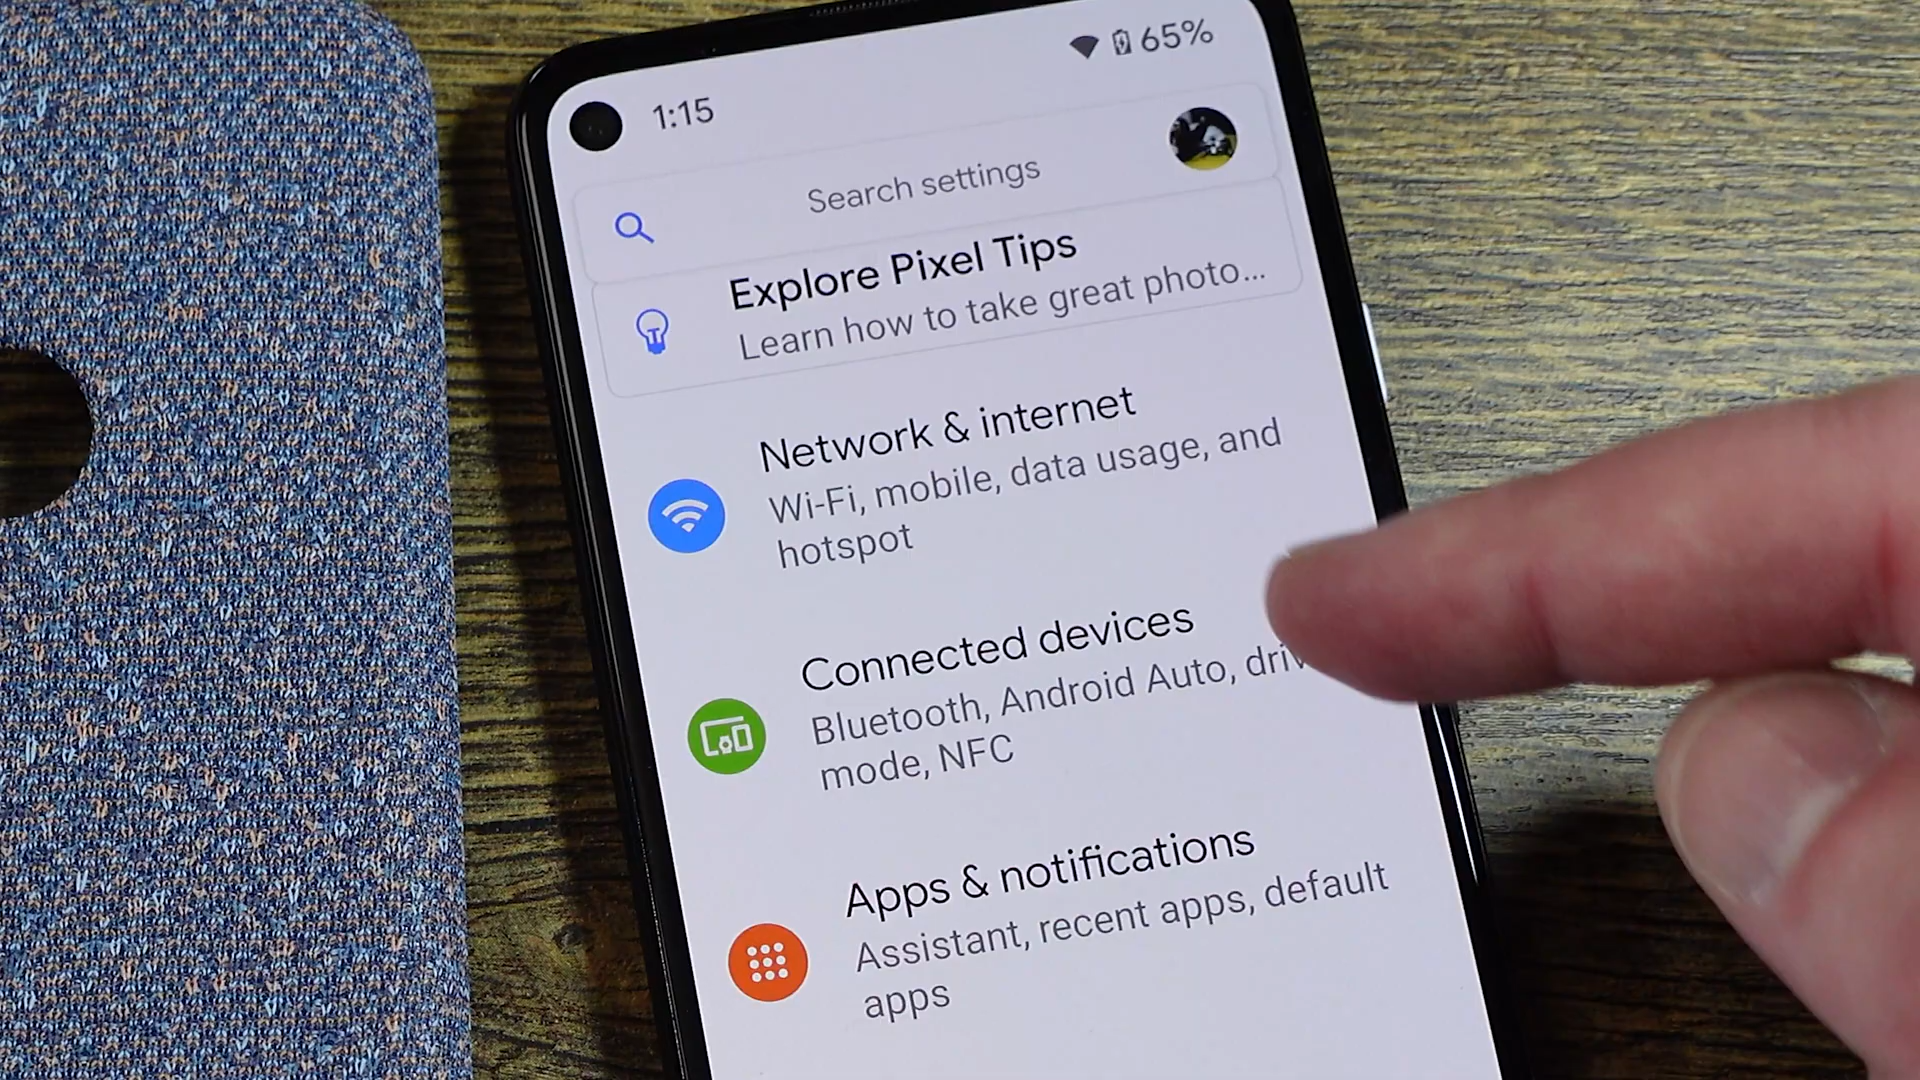 1:15
65%
Search settings
Explore Pixel Tips
Learn how to take great photo...
Network & internet
Wi-Fi, mobile, data usage, and
hotspot
Connected devices
Bluetooth, Android Auto,
mode, NFC
Apps & notifications
Assistant, recent apps, default
apps